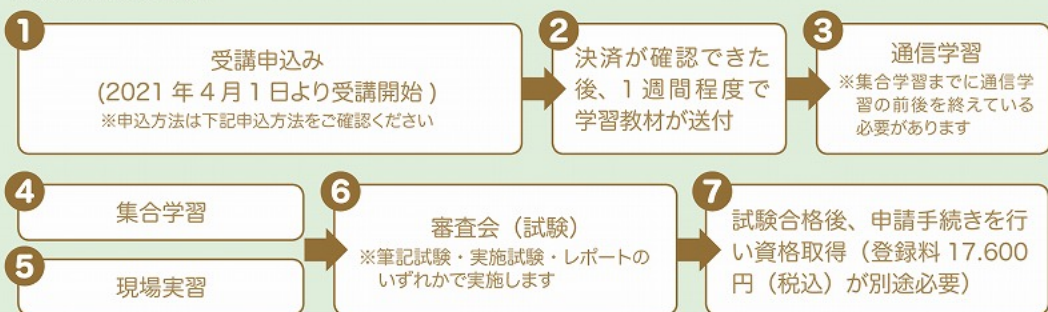 1
受講申込み
(2021年4月1日より受講開始)
※申込方法は下記申込方法をご確認ください
2
決済が確認できた
後、1週間程度で
学習教材が送付
3
通信学習
※集合学習までに通信学
習の前後を終えている
必要があります
4
集合学習
5
現場実習
6
審査会（試験）
※筆記試験・実施試験・レポートの
いずれかで実施します
7
試験合格後、申請手続きを行
い資格取得（登録料 17.600
円（税込）が別途必要）